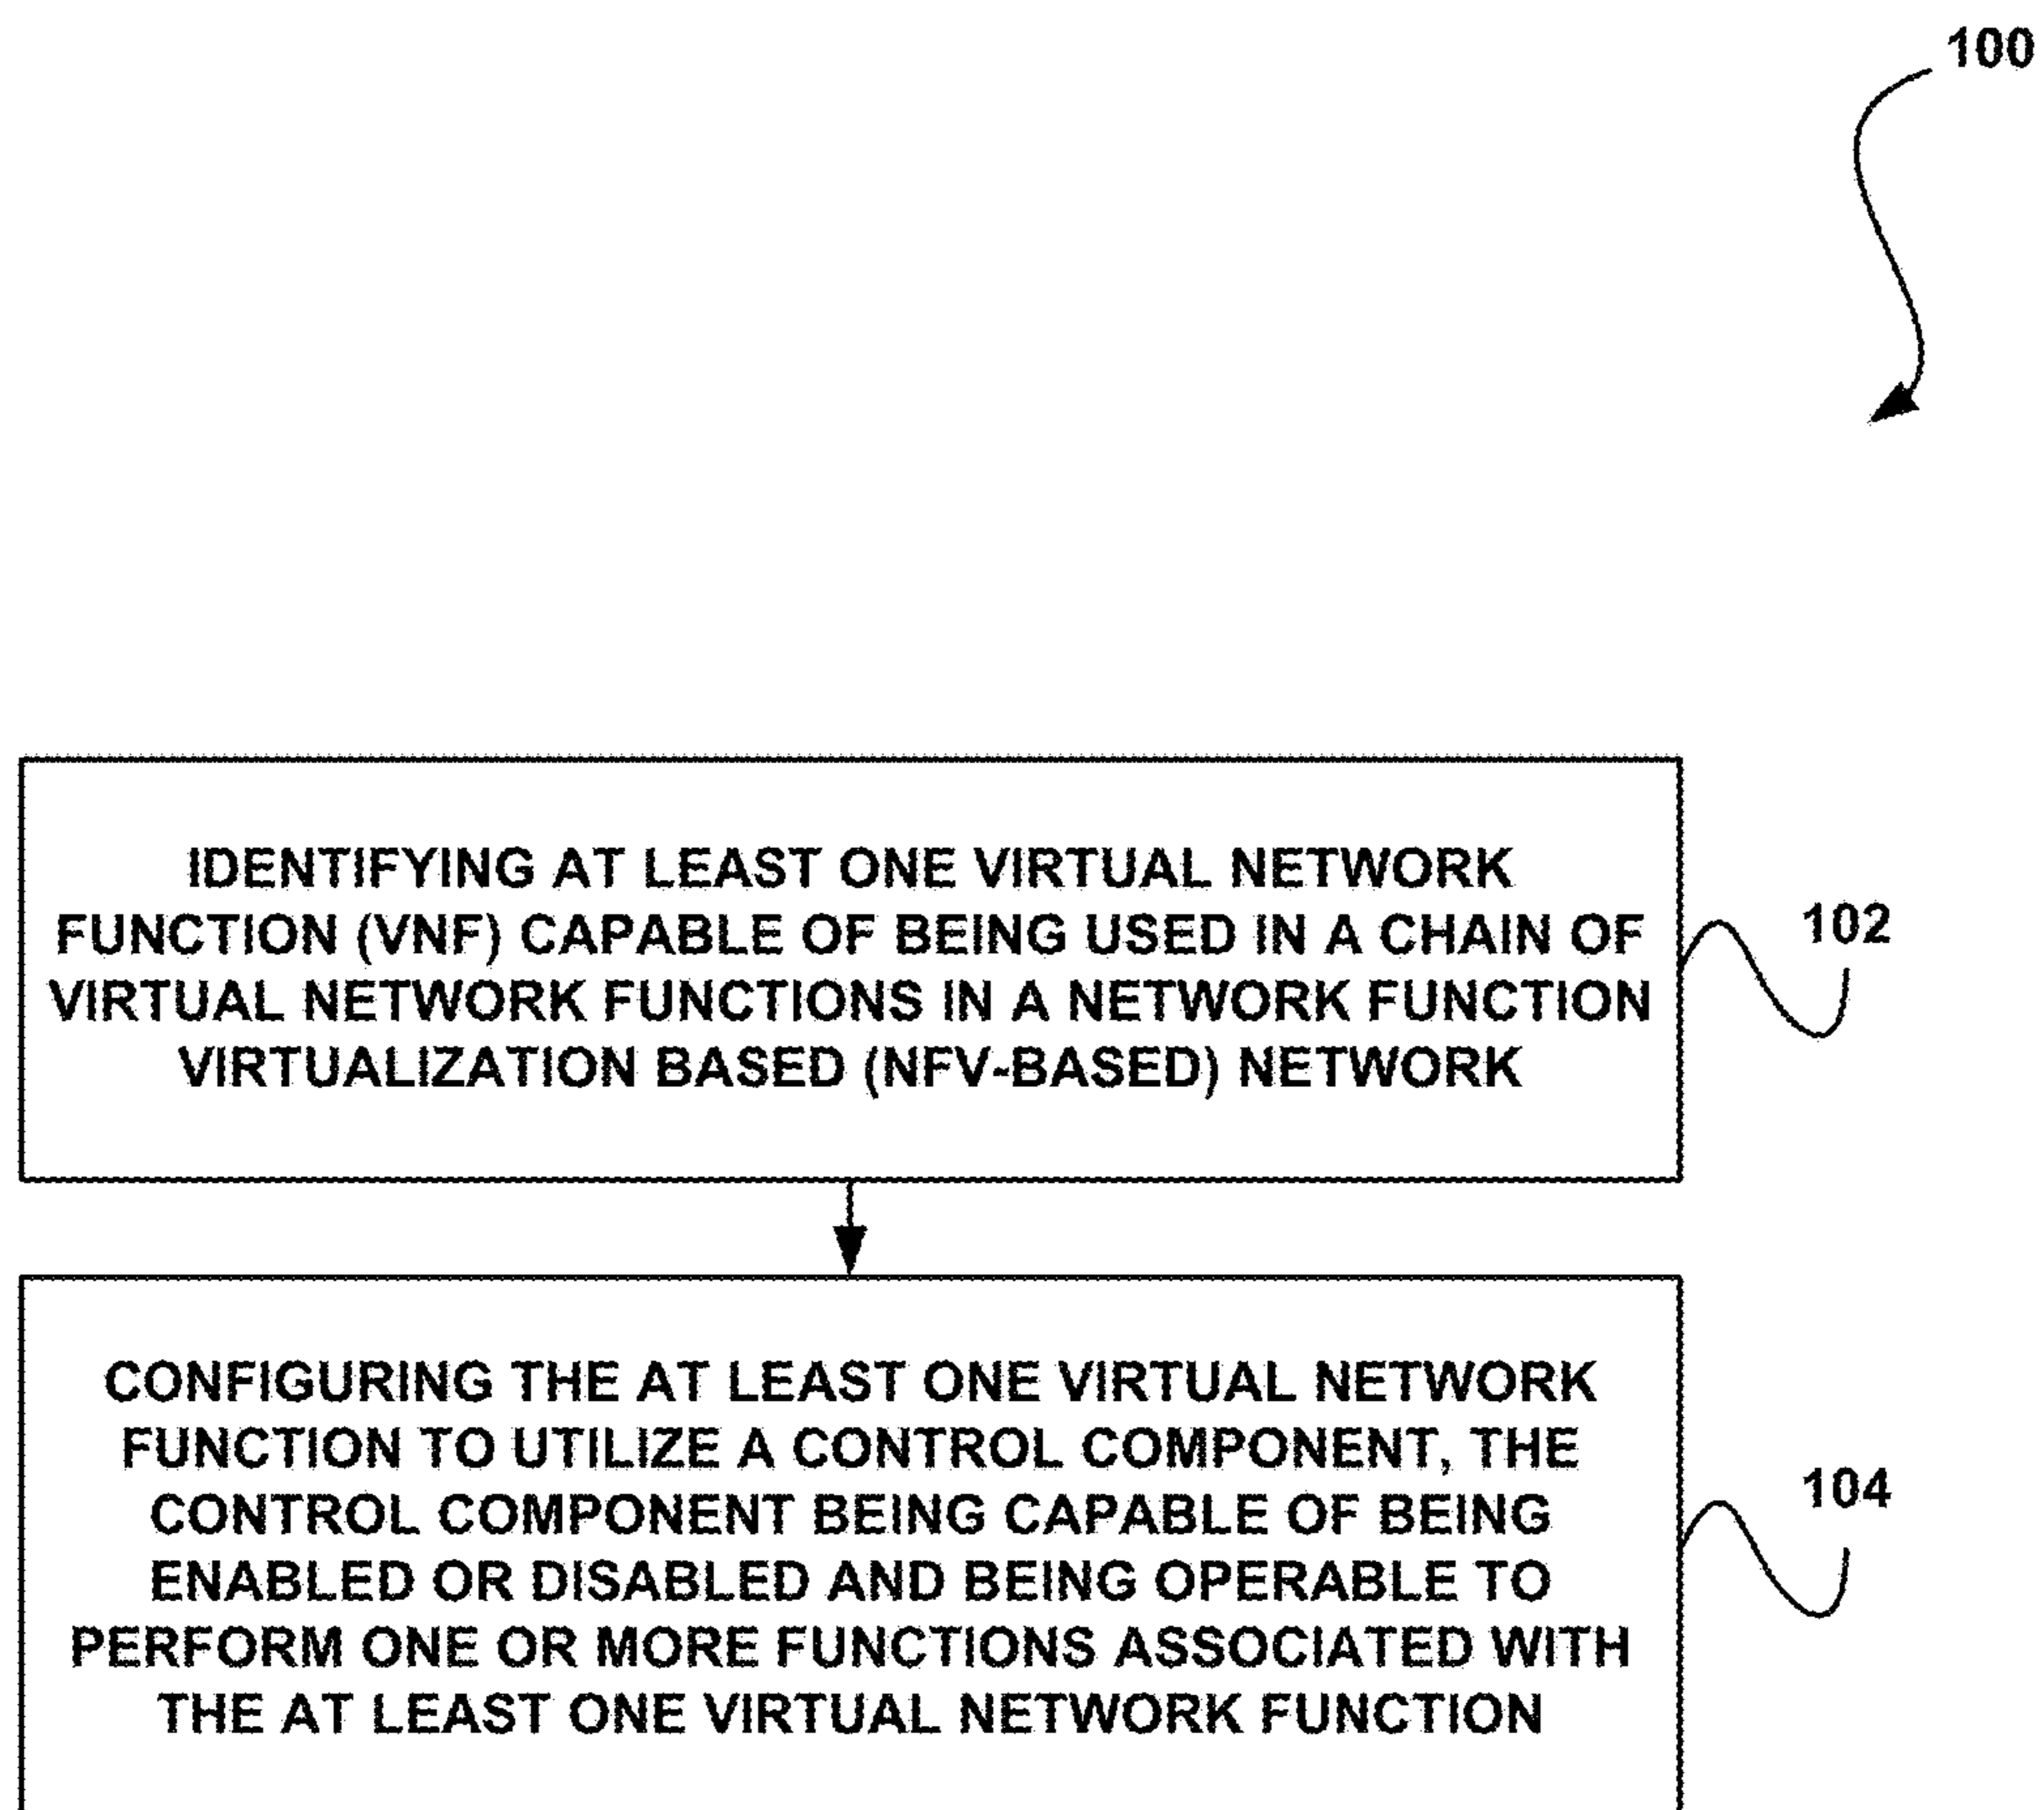 100
IDENTIFYING AT LEAST ONE VIRTUAL NETWORK
FUNCTION (VNF) CAPABLE OF BEING USED IN A CHAIN OF
VIRTUAL NETWORK FUNCTIONS IN A NETWORK FUNCTION
VIRTUALIZATION BASED (NFV-BASED) NETWORK
102
CONFIGURING THE AT LEAST ONE VIRTUAL NETWORK
FUNCTION TO UTILIZE A CONTROL COMPONENT, THE
CONTROL COMPONENT BEING CAPABLE OF BEING
ENABLED OR DISABLED AND BEING OPERABLE TO
PERFORM ONE OR MORE FUNCTIONS ASSOCIATED WITH
THE AT LEAST ONE VIRTUAL NETWORK FUNCTION
104